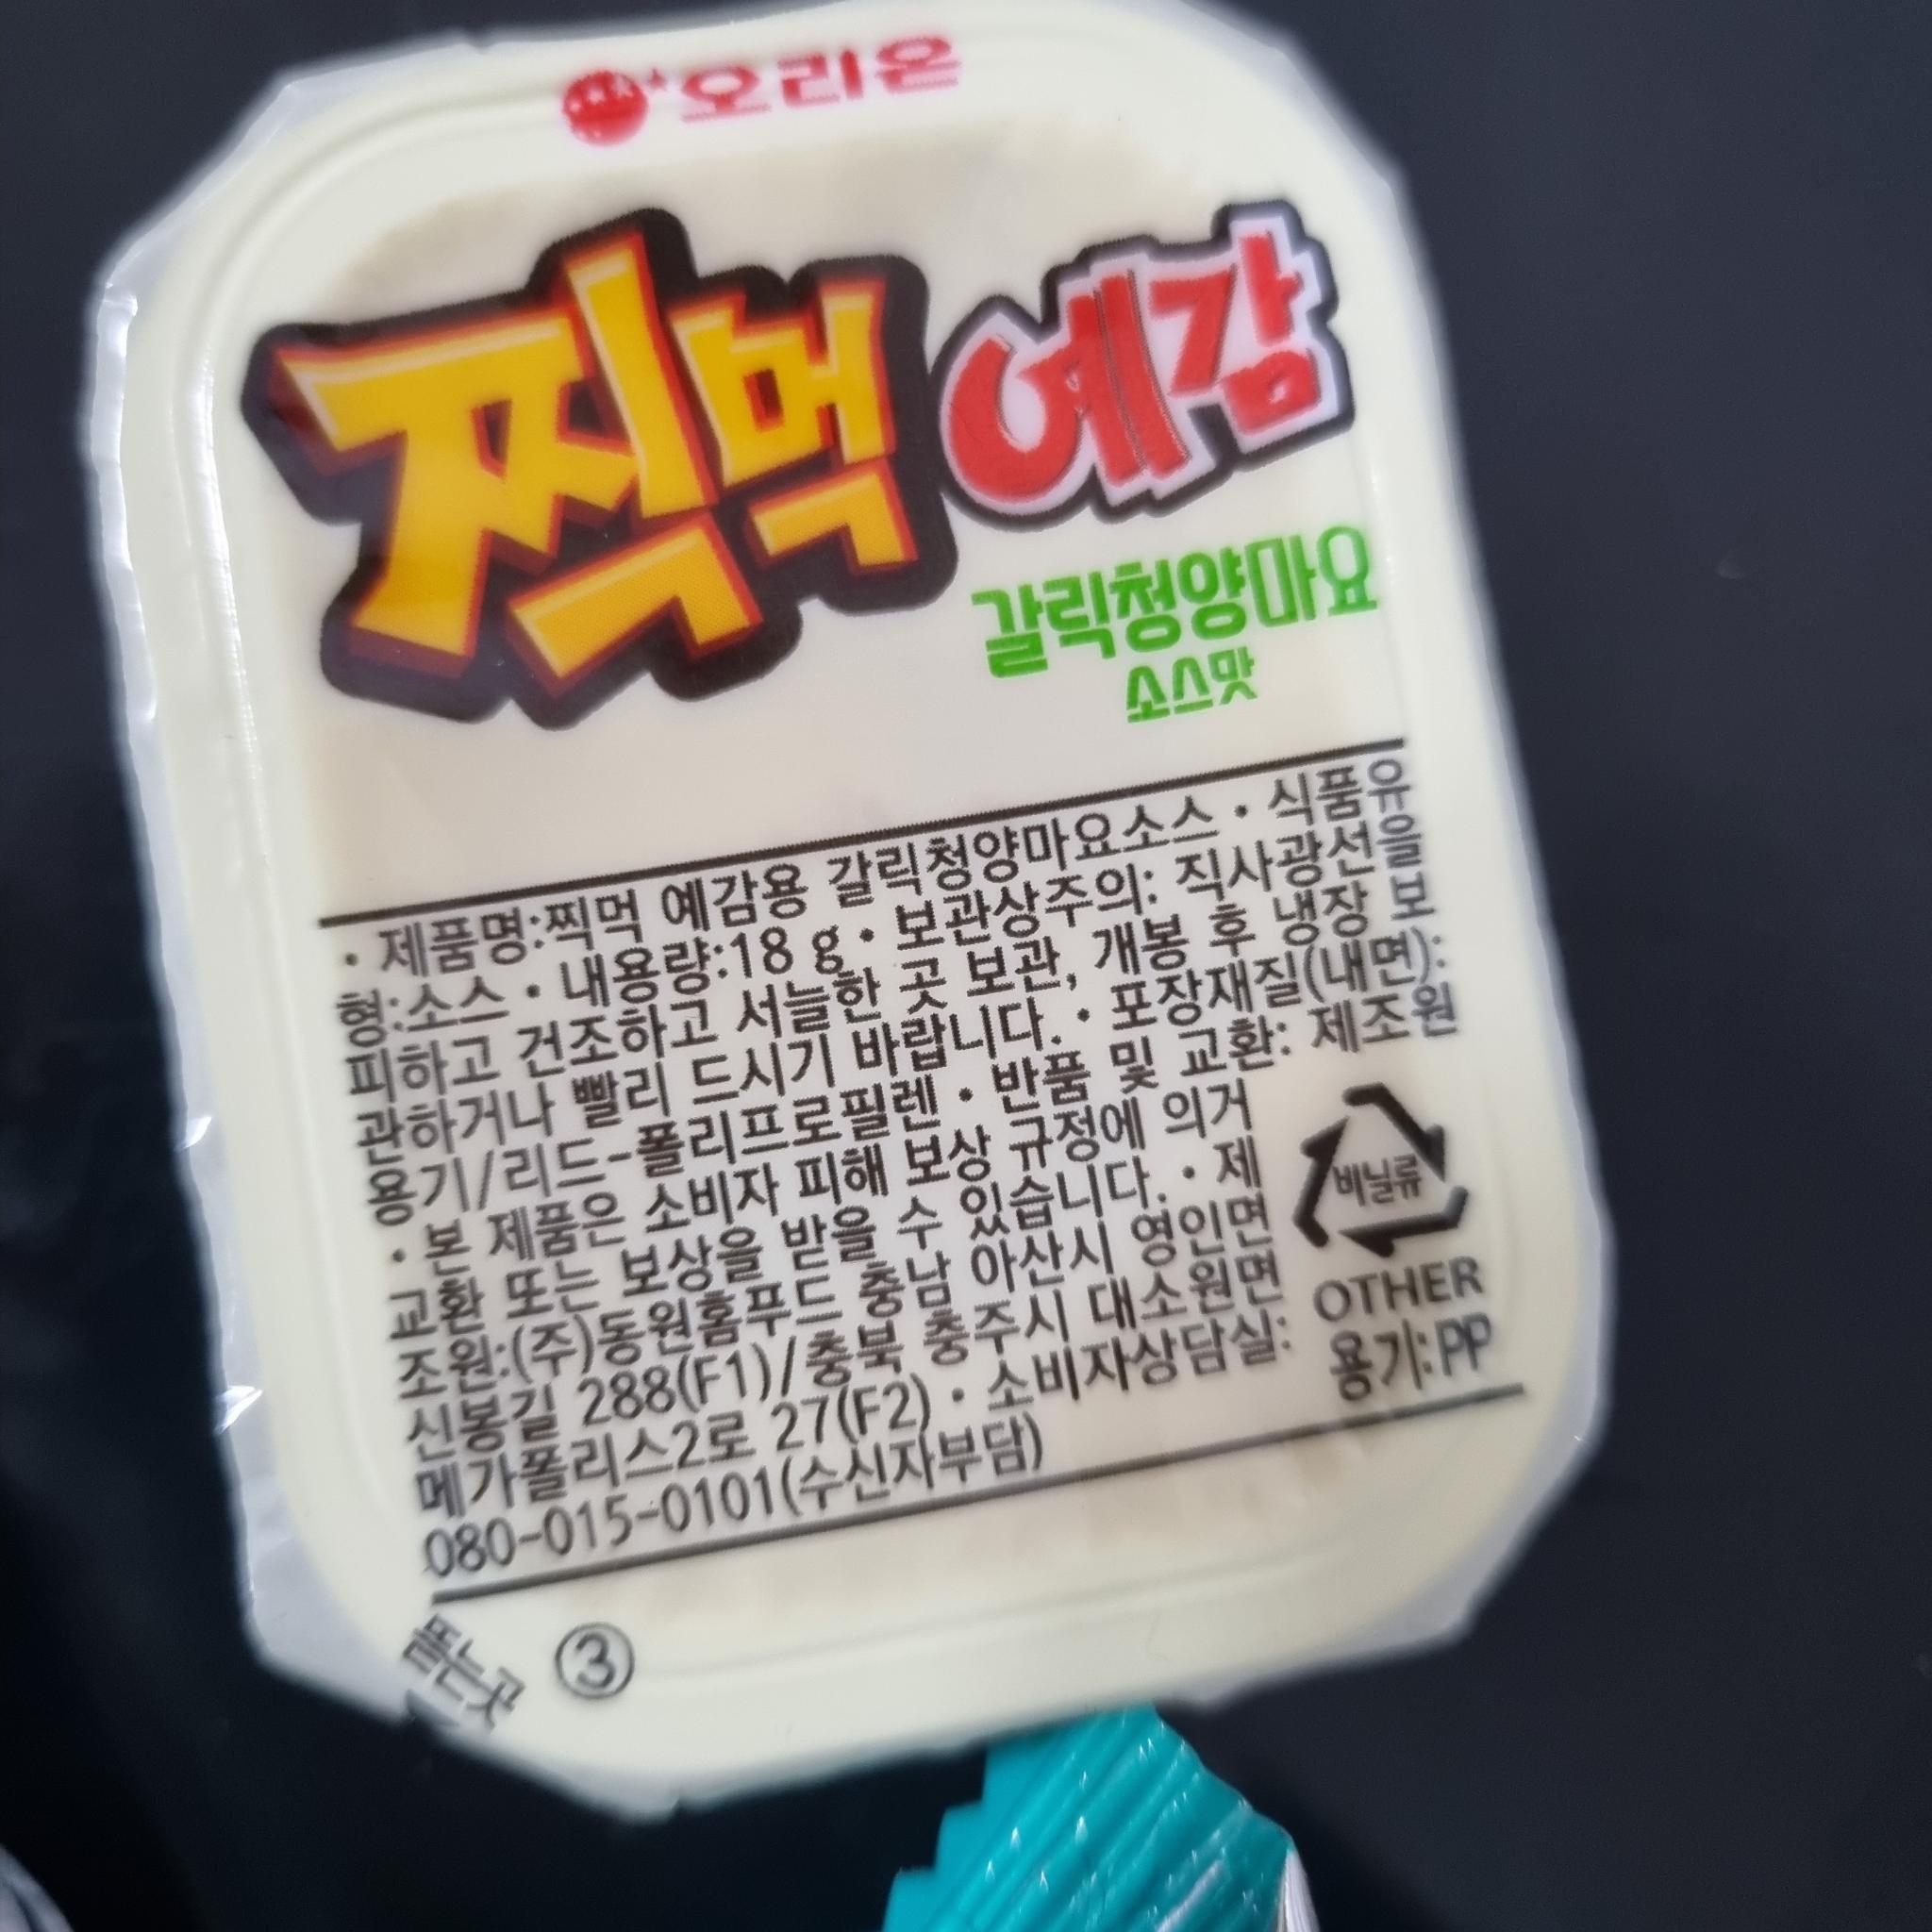 오리온
찍먹 예감
갈릭청양마요
소스맛
· 제품명:찍먹 예감용 갈릭청양마요소스 · 식품유
형:소스 · 내용량:18 g · 보관상주의: 직사광선을
피하고 건조하고 서늘한 곳 보관, 개봉 후 냉장 보
관하거나 빨리 드시기 바랍니다. · 포장재질(내면):
용기/리드-폴리프로필렌 · 반품 및 교환: 제조원
· 본 제품은 소비자 피해 보상 규정에 의거
교환 또는 보상을 받을 수 있습니다. · 제
조원:(주)동원홈푸드 충남 아산시 영인면
신봉길 288(F1)/충북 충주시 대소원면
메가폴리스2로 27(F2) · 소비자상담실:
080-015-0101(수신자부담)
비닐류
OTHER
용기:PP
뜯는곳
③